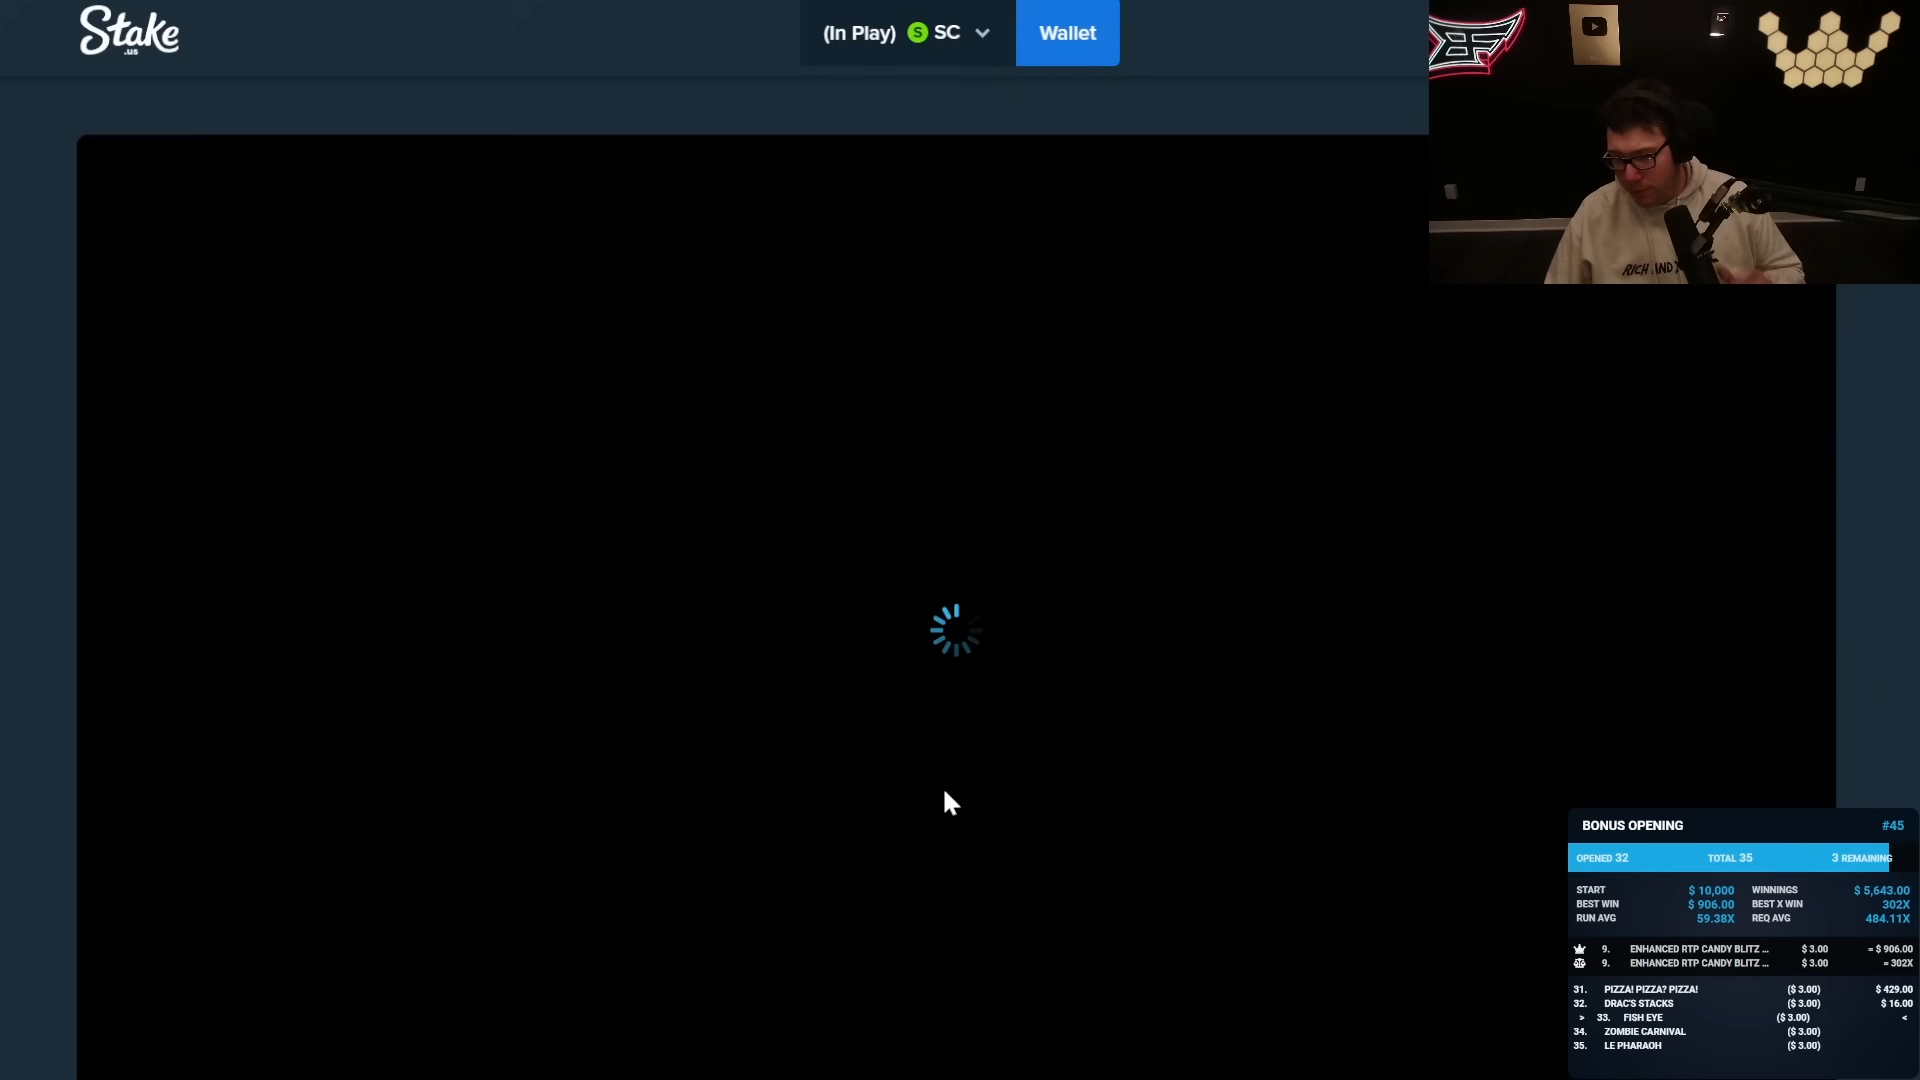 Stake
.us
(In Play) S SC
Wallet
RICH AND
BONUS OPENING #45
OPENED 32 TOTAL 35 3 REMAINING
START $ 10,000 WINNINGS $ 5,643.00
BEST WIN $ 906.00 BEST X WIN 302X
RUN AVG 59.38X REQ AVG 484.11X
9. ENHANCED RTP CANDY BLITZ ... $ 3.00 = $ 906.00
9. ENHANCED RTP CANDY BLITZ ... $ 3.00 = 302X
31. PIZZA! PIZZA? PIZZA! ($ 3.00) $ 429.00
32. DRAC'S STACKS ($ 3.00) $ 16.00
> 33. FISH EYE ($ 3.00) <
34. ZOMBIE CARNIVAL ($ 3.00)
35. LE PHARAOH ($ 3.00)